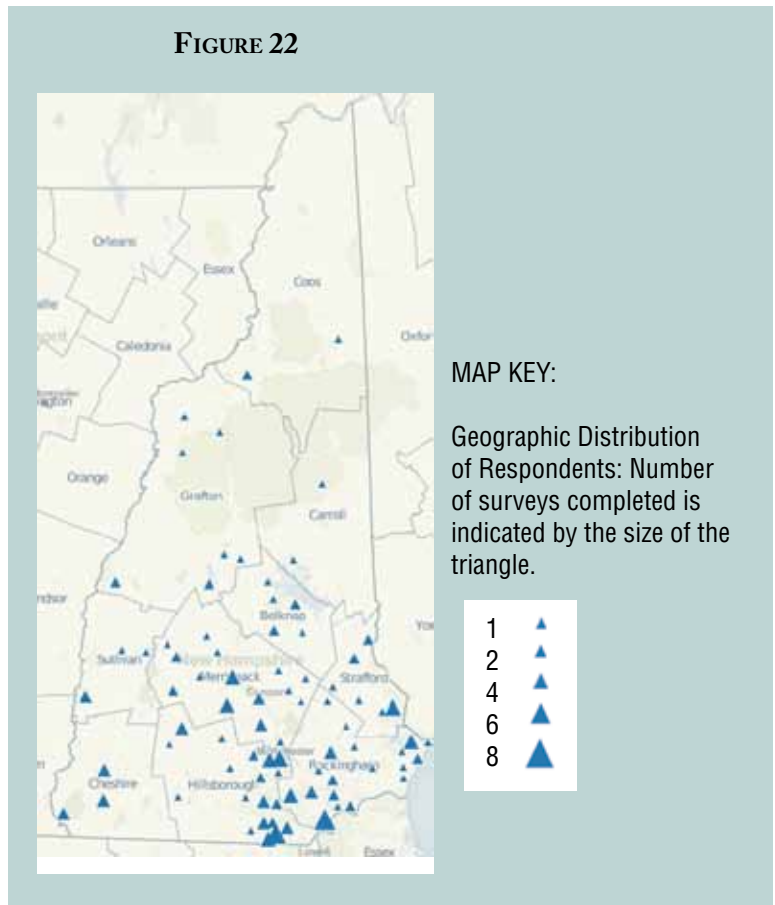 FIGURE 22
Orleans
Essex
Coos
Caledonia
Orange
Grafton
Carroll
Belknap
Sullivan
New Hampshire
Merrimack
Strafford
Cheshire
Hillsborough
Rockingham
Lowell
Essex
MAP KEY:
Geographic Distribution
of Respondents: Number
of surveys completed is
indicated by the size of the
triangle.
1
2
4
6
8